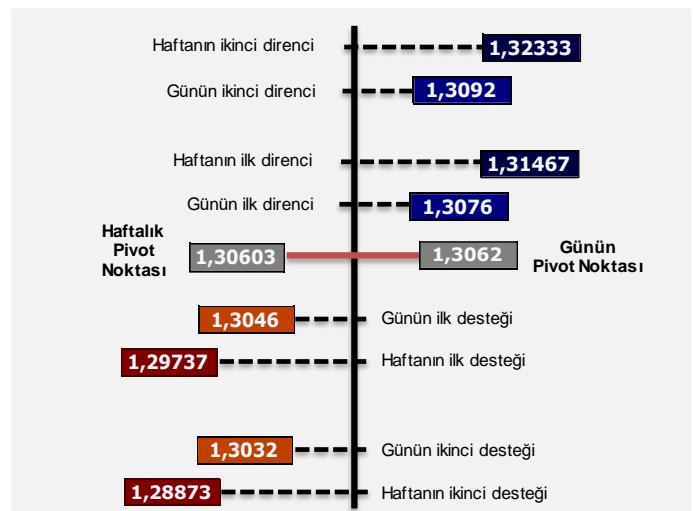 Haftanın ikinci direnci 1,32333
Günün ikinci direnci 1,3092
Haftanın ilk direnci 1,31467
Günün ilk direnci 1,3076
Haftalık
Pivot
Noktası
1,30603
1,3062
Günün
Pivot Noktası
1,3046 Günün ilk desteği
1,29737 Haftanın ilk desteği
1,3032 Günün ikinci desteği
1,28873 Haftanın ikinci desteği